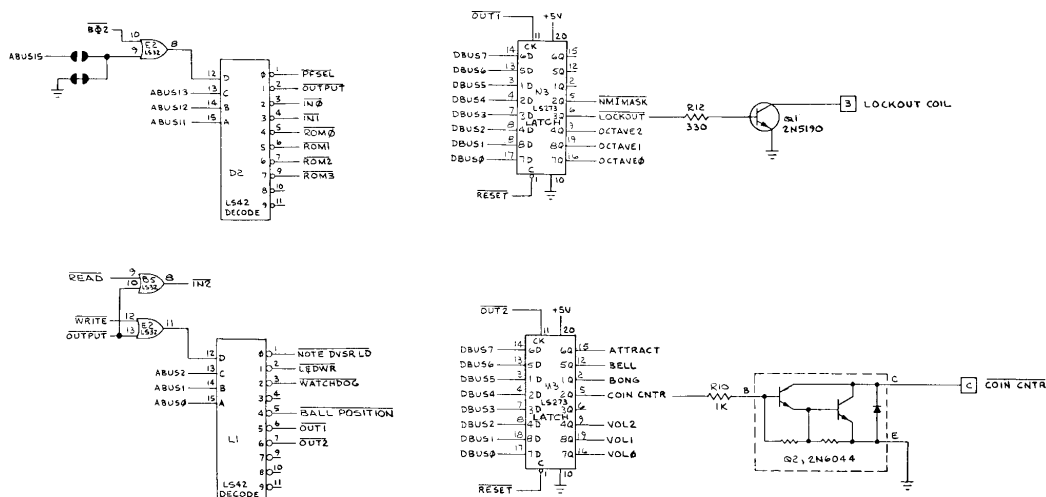 BΦ2
10
9
E2
LS32
8
ABUS15
ABUS13
ABUS12
ABUS11
12 D
13 C
14 B
15 A
D2
LS42
DECODE
0 1 PFSEL
1 2 OUTPUT
2 3 INΦ
3 4 IN1
4 5 ROMΦ
5 6 ROM1
6 7 ROM2
7 9 ROM3
8 10
9 11
OUT1
+5V
11
20
CK
DBUS7 14 6D 6Q 15
DBUS6 13 5D 5Q 12
DBUS5 3 1D 1Q 2
DBUS4 4 2D 2Q 5 NMIMASK
DBUS3 7 3D 3Q 6 LOCKOUT
DBUS2 8 4D 4Q 9 OCTAVE2
DBUS1 8 8D 8Q 19 OCTAVE1
DBUSΦ 17 7D 7Q 16 OCTAVEΦ
N3
LS273
LATCH
C
1
10
RESET
R12
330
Q1
2N5190
3 LOCKOUT COIL
READ
9
10
B5
LS32
8
IN2
WRITE
OUTPUT
12
13
E2
LS32
11
ABUS2
ABUS1
ABUSΦ
12 D
13 C
14 B
15 A
L1
LS42
DECODE
0 1 NOTE DVSR LD
1 2 LEDWR
2 3 WATCHDOG
3 4
4 5 BALL POSITION
5 6 OUT1
6 7 OUT2
7 9
8 10
9 11
OUT2
+5V
11
20
CK
DBUS7 14 6D 6Q 15 ATTRACT
DBUS6 13 5D 5Q 12 BELL
DBUS5 3 1D 1Q 2 BONG
DBUS4 4 2D 2Q 5 COIN CNTR
DBUS3 7 3D 3Q 6
DBUS2 8 4D 4Q 9 VOL2
DBUS1 18 8D 8Q 19 VOL1
DBUSΦ 17 7D 7Q 16 VOLΦ
M3
LS273
LATCH
C
1
10
RESET
R10
1K
B
C
E
Q2, 2N6044
C COIN CNTR